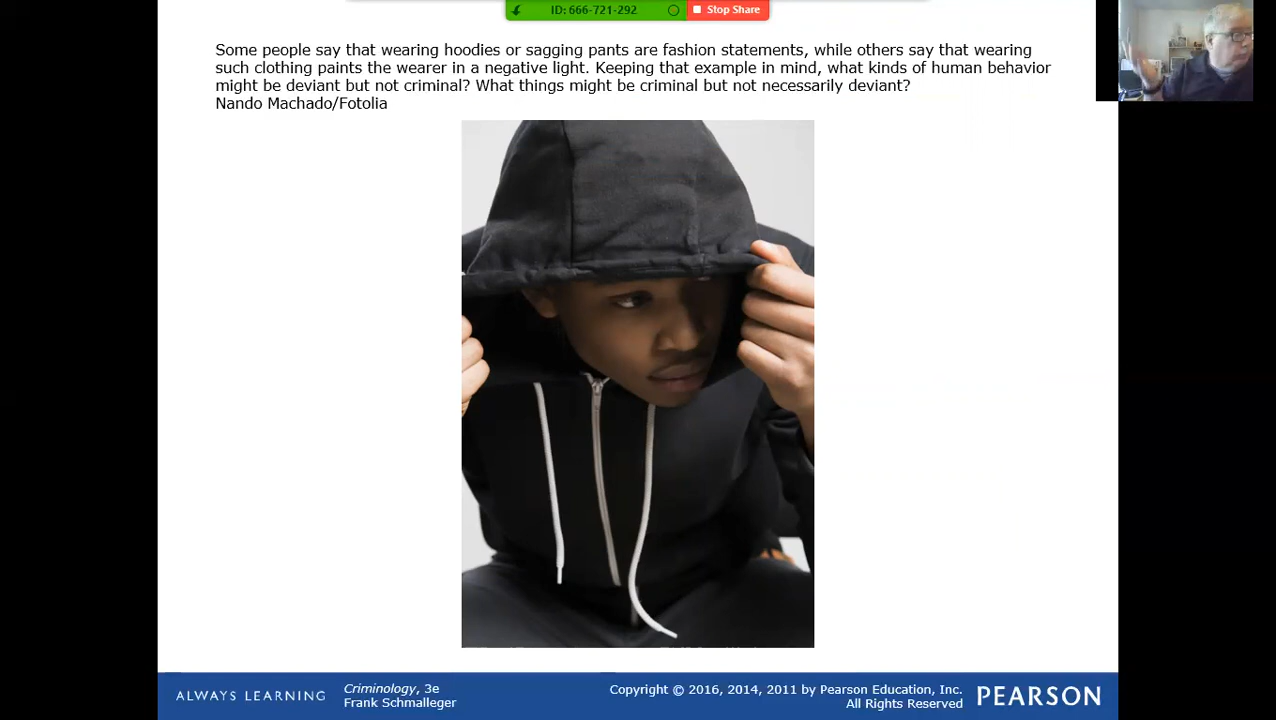 ID: 666-721-292
Stop Share
Some people say that wearing hoodies or sagging pants are fashion statements, while others say that wearing
such clothing paints the wearer in a negative light. Keeping that example in mind, what kinds of human behavior
might be deviant but not criminal? What things might be criminal but not necessarily deviant?
Nando Machado/Fotolia
ALWAYS LEARNING
Criminology, 3e
Frank Schmalleger
Copyright © 2016, 2014, 2011 by Pearson Education, Inc.
All Rights Reserved
PEARSON